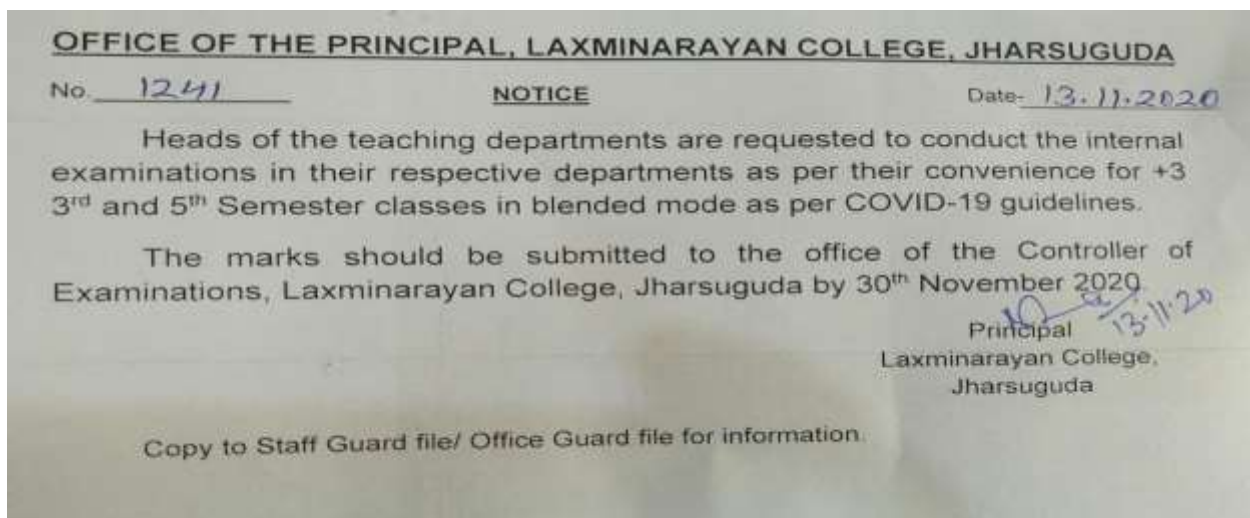 OFFICE OF THE PRINCIPAL, LAXMINARAYAN COLLEGE, JHARSUGUDA
No. 1241 NOTICE Date- 13.11.2020
Heads of the teaching departments are requested to conduct the internal
examinations in their respective departments as per their convenience for +3
3rd and 5th Semester classes in blended mode as per COVID-19 guidelines.
The marks should be submitted to the office of the Controller of
Examinations, Laxminarayan College, Jharsuguda by 30th November 2020
13.11.20
Principal
Laxminarayan College,
Jharsuguda
Copy to Staff Guard file/ Office Guard file for information.